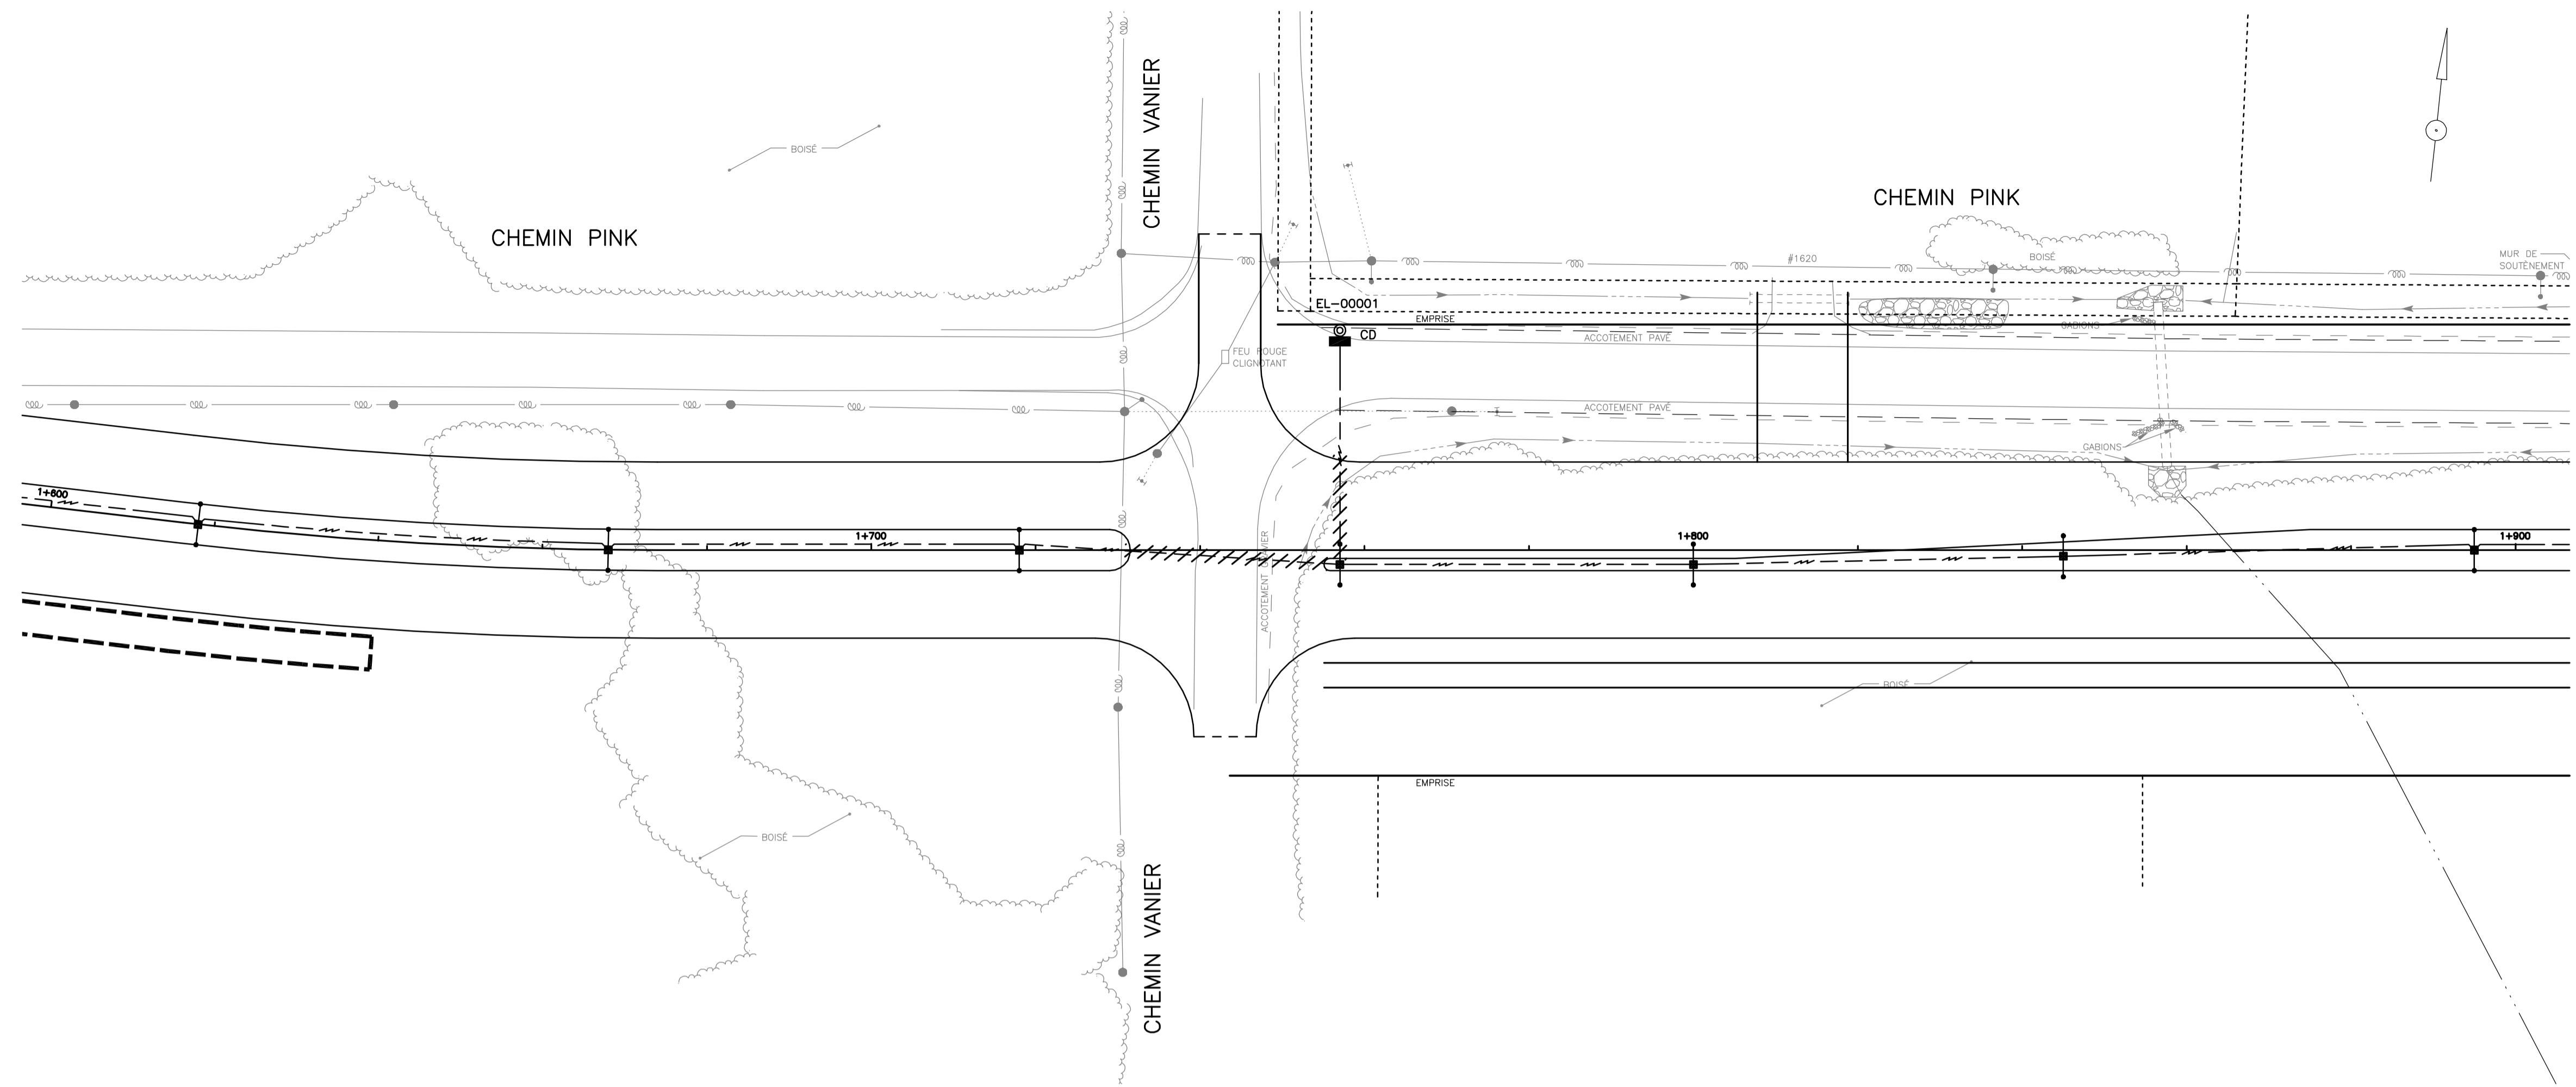 CHEMIN VANIER
BOISÉ
CHEMIN PINK
CHEMIN PINK
BOISÉ
#1620
MUR DE
SOUTÈNEMENT
EL-00001
EMPRISE
CD
GABIONS
ACCOTEMENT PAVÉ
FEU ROUGE
CLIGNOTANT
ACCOTEMENT PAVÉ
GABIONS
1+600
1+700
1+800
1+900
ACCOTEMENT GRAVIER
BOISÉ
EMPRISE
BOISÉ
CHEMIN VANIER